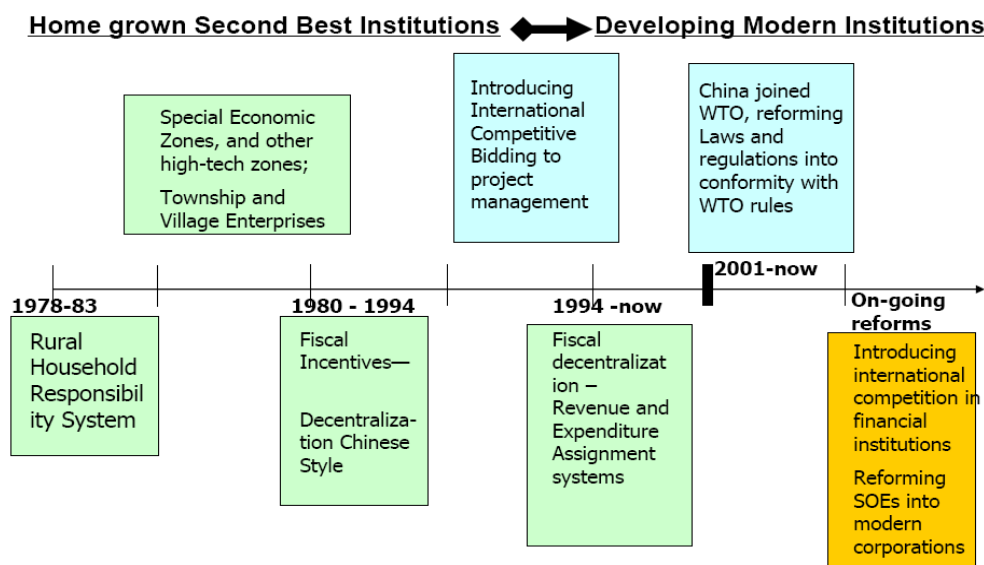 Home grown Second Best Institutions
Developing Modern Institutions
Special Economic
Zones, and other
high-tech zones;
Township and
Village Enterprises
Introducing
International
Competitive
Bidding to
project
management
China joined
WTO, reforming
Laws and
regulations into
conformity with
WTO rules
1978-83
1980 - 1994
1994 -now
2001-now
On-going
reforms
Rural
Household
Responsibil
ity System
Fiscal
Incentives—
Decentraliza-
tion Chinese
Style
Fiscal
decentralizat
ion –
Revenue and
Expenditure
Assignment
systems
Introducing
international
competition in
financial
institutions
Reforming
SOEs into
modern
corporations